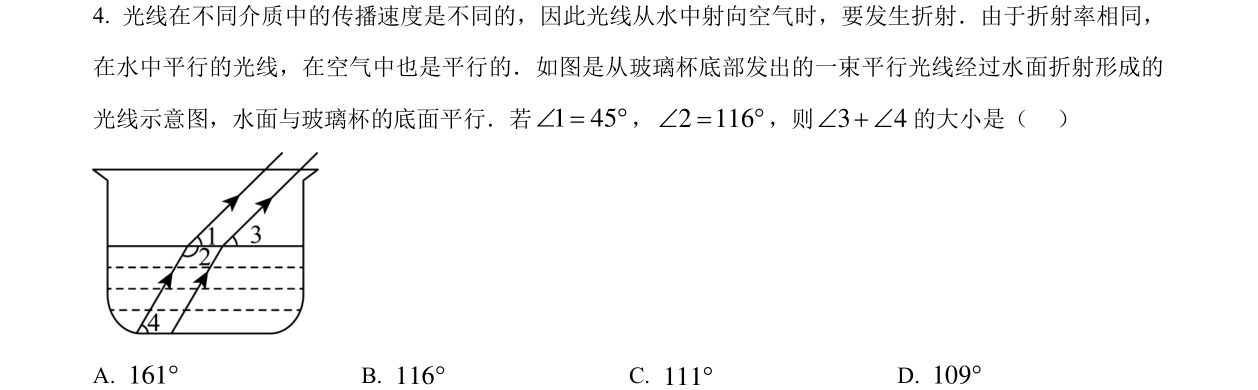 4. 光线在不同介质中的传播速度是不同的，因此光线从水中射向空气时，要发生折射．由于折射率相同，
在水中平行的光线，在空气中也是平行的．如图是从玻璃杯底部发出的一束平行光线经过水面折射形成的
光线示意图，水面与玻璃杯的底面平行．若∠1=45°，∠2=116°，则∠3+∠4的大小是（ ）
1 3
2
4
A. 161° B. 116° C. 111° D. 109°